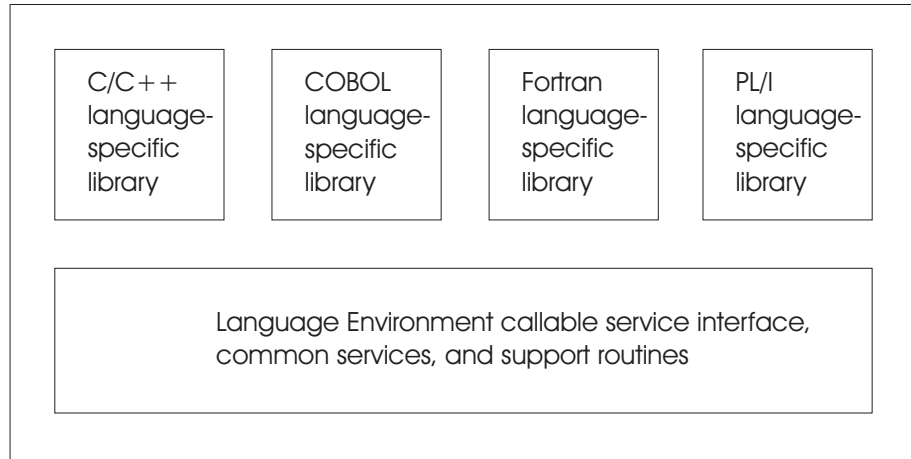 C/C++
language-
specific
library
COBOL
language-
specific
library
Fortran
language-
specific
library
PL/I
language-
specific
library
Language Environment callable service interface,
common services, and support routines